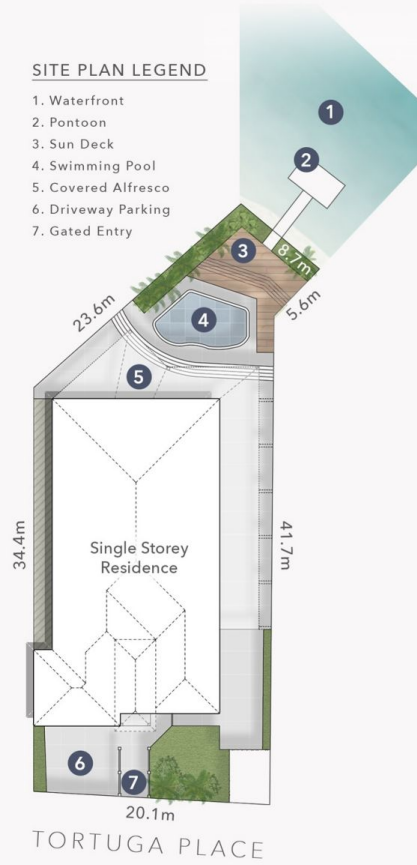 SITE PLAN LEGEND
1. Waterfront
2. Pontoon
3. Sun Deck
4. Swimming Pool
5. Covered Alfresco
6. Driveway Parking
7. Gated Entry
1
2
3
8.7m
5.6m
23.6m
4
5
34.4m
Single Storey
Residence
41.7m
6
7
20.1m
TORTUGA PLACE